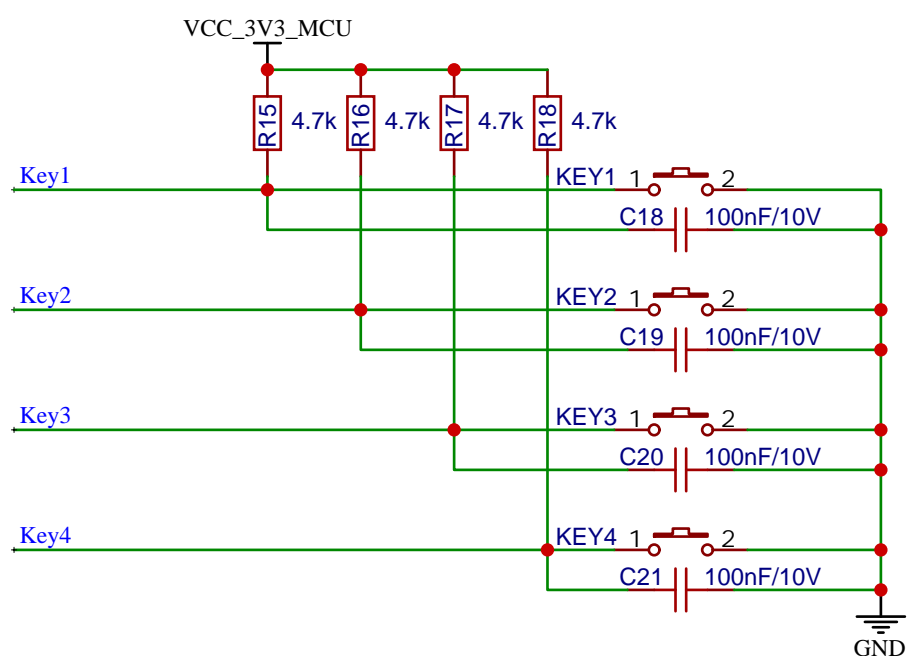 VCC_3V3_MCU
R15 4.7k R16 4.7k R17 4.7k R18 4.7k
Key1 KEY1 1 2
C18 100nF/10V
Key2 KEY2 1 2
C19 100nF/10V
Key3 KEY3 1 2
C20 100nF/10V
Key4 KEY4 1 2
C21 100nF/10V
GND